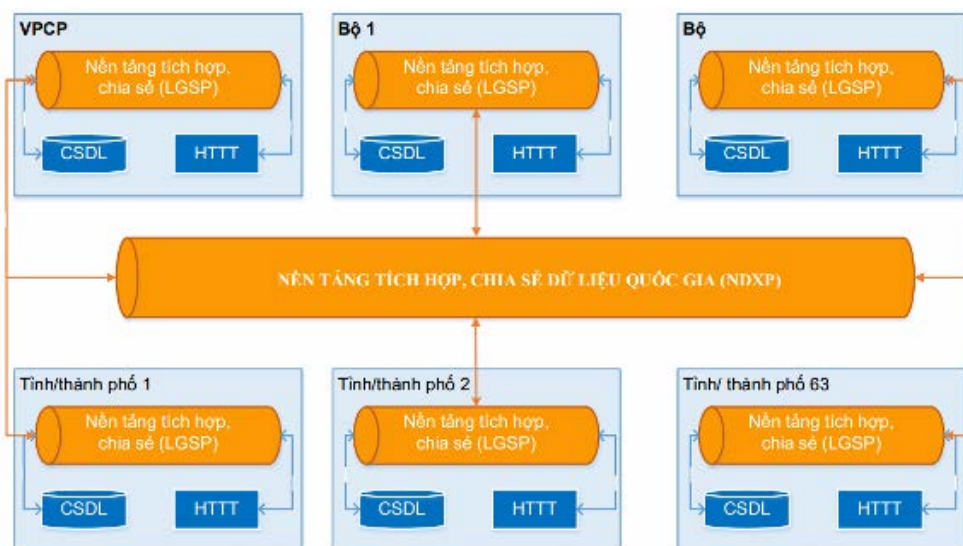 VPCP
Nền tảng tích hợp,
chia sẻ (LGSP)
CSDL
HTTT
Bộ 1
Nền tảng tích hợp,
chia sẻ (LGSP)
CSDL
HTTT
Bộ
Nền tảng tích hợp,
chia sẻ (LGSP)
CSDL
HTTT
NỀN TẢNG TÍCH HỢP, CHIA SẺ DỮ LIỆU QUỐC GIA (NDXP)
Tỉnh/thành phố 1
Nền tảng tích hợp,
chia sẻ (LGSP)
CSDL
HTTT
Tỉnh/thành phố 2
Nền tảng tích hợp,
chia sẻ (LGSP)
CSDL
HTTT
Tỉnh/ thành phố 63
Nền tảng tích hợp,
chia sẻ (LGSP)
CSDL
HTTT